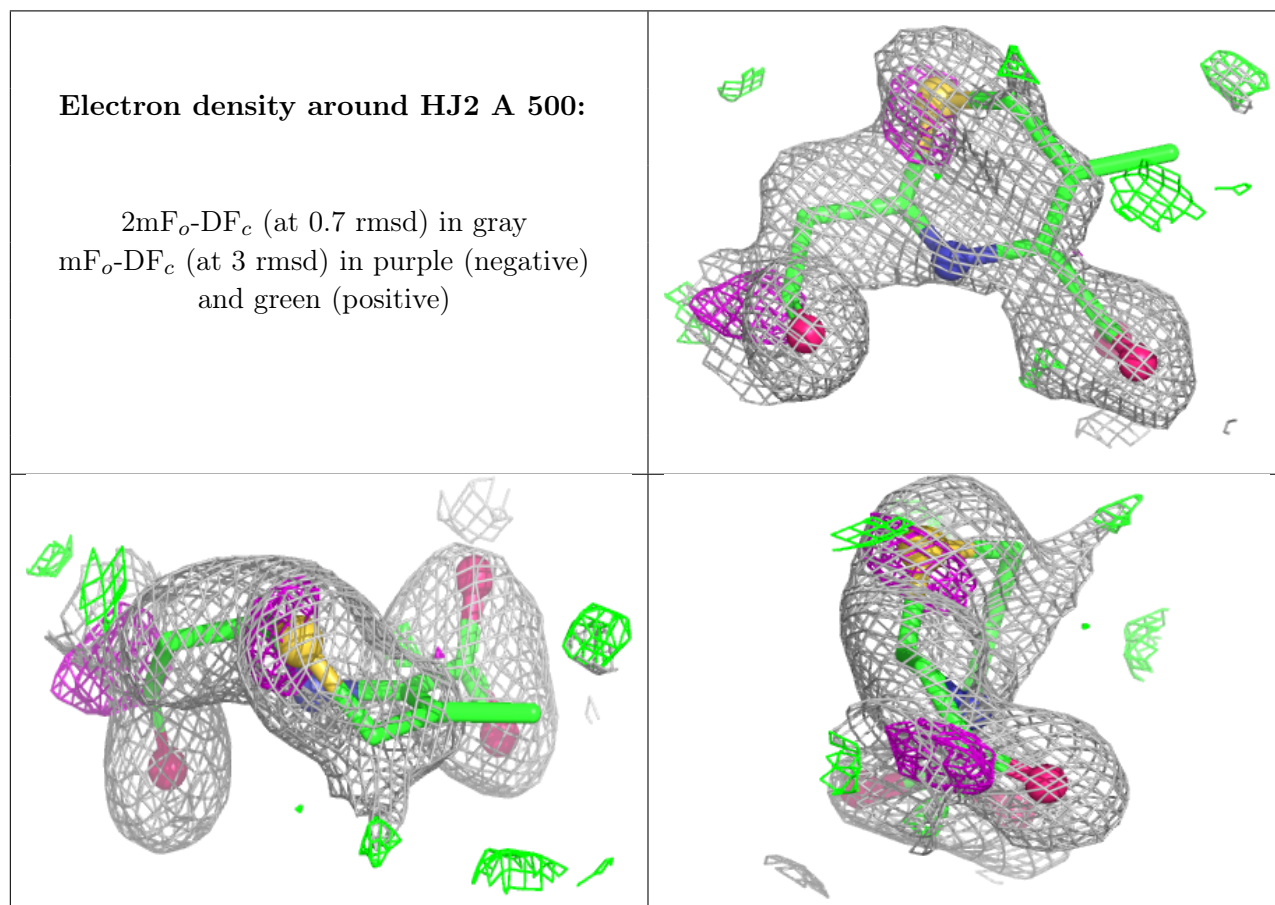 Electron density around HJ2 A 500:
2mFo-DFc (at 0.7 rmsd) in gray
mFo-DFc (at 3 rmsd) in purple (negative)
and green (positive)